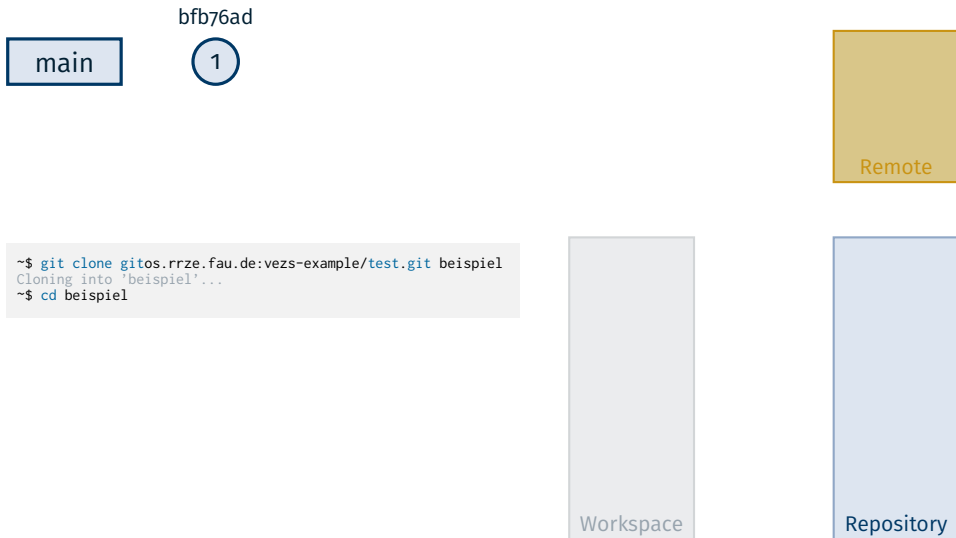 bfb76ad
main
1
Remote
~$ git clone gitos.rrze.fau.de:vezs-example/test.git beispiel
Cloning into 'beispiel'...
~$ cd beispiel
Workspace
Repository